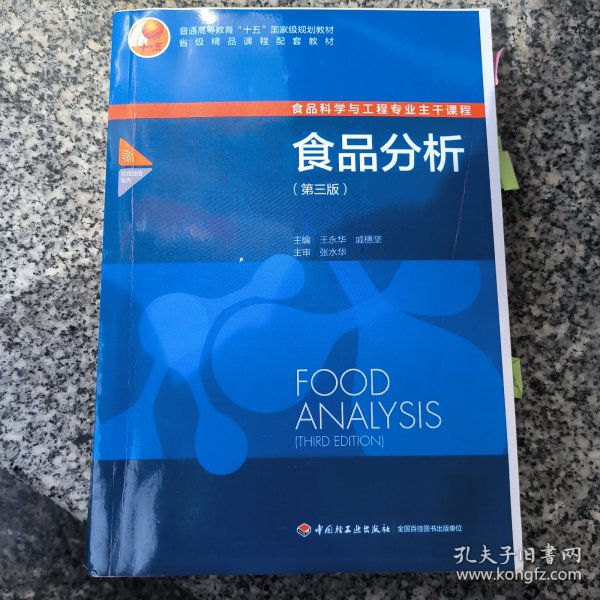 普通高等教育“十五”国家级规划教材
省级精品课程配套教材
十·五
食品科学与工程专业主干课程
食品分析
(第三版)
主编 王永华 戚穗坚
主审 张水华
FOOD
ANALYSIS
(THIRD EDITION)
中国轻工业出版社 全国百佳图书出版单位
孔夫子旧书网
www.kongfz.com